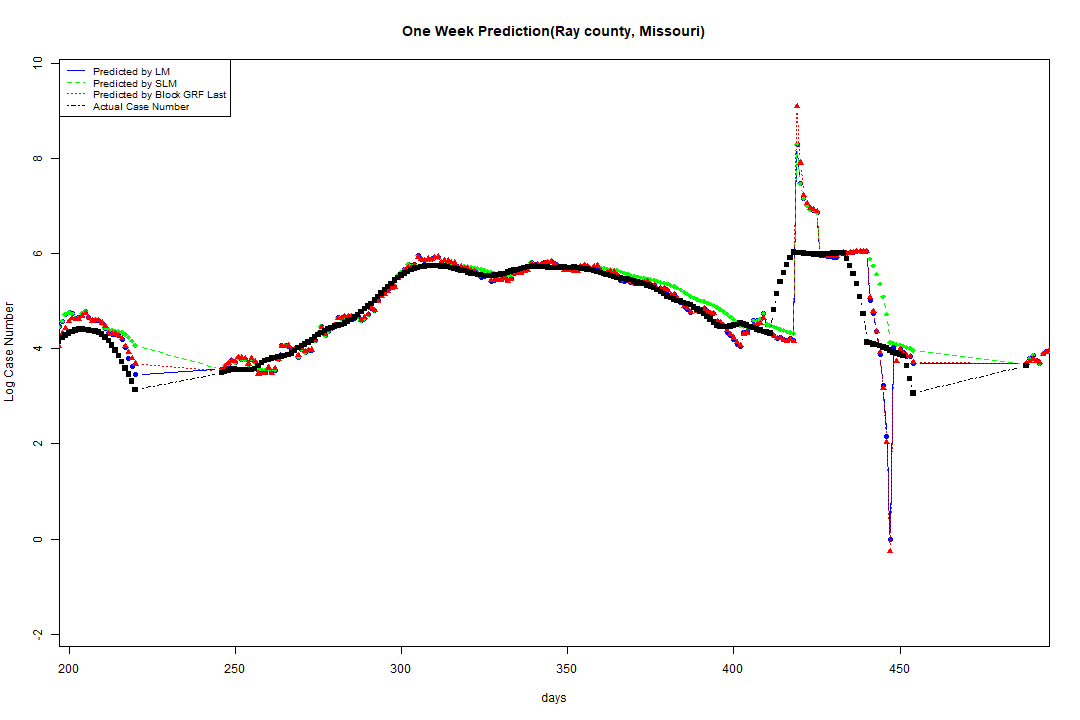 One Week Prediction(Ray county, Missouri)
Predicted by LM
Predicted by SLM
Predicted by Block GRF Last
Actual Case Number
10
8
6
4
2
0
-2
Log Case Number
200 250 300 350 400 450
days